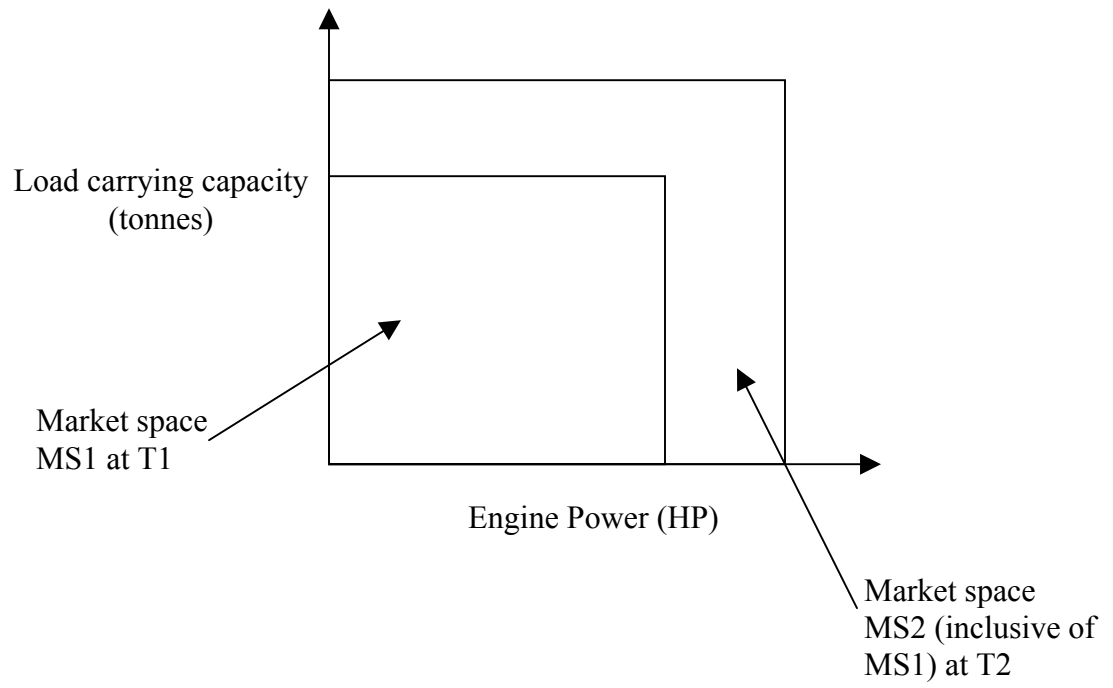 Load carrying capacity
(tonnes)
Market space
MS1 at T1
Engine Power (HP)
Market space
MS2 (inclusive of
MS1) at T2